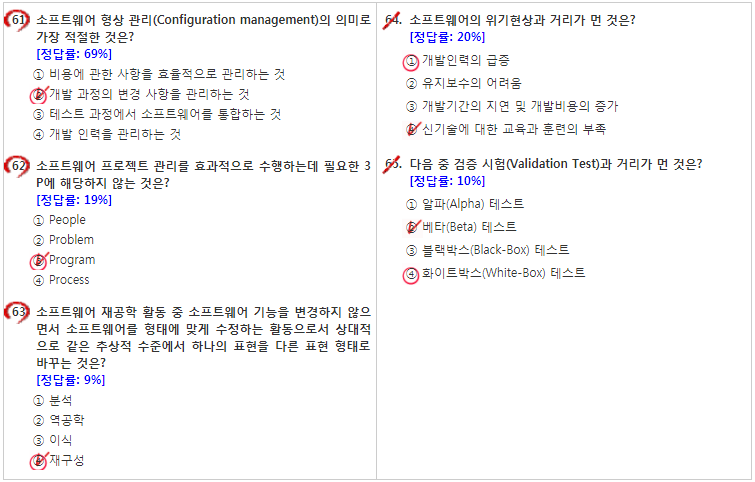 61. 소프트웨어 형상 관리(Configuration management)의 의미로
가장 적절한 것은?
[정답률: 69%]
① 비용에 관한 사항을 효율적으로 관리하는 것
② 개발 과정의 변경 사항을 관리하는 것
③ 테스트 과정에서 소프트웨어를 통합하는 것
④ 개발 인력을 관리하는 것
62. 소프트웨어 프로젝트 관리를 효과적으로 수행하는데 필요한 3
P에 해당하지 않는 것은?
[정답률: 19%]
① People
② Problem
③ Program
④ Process
63. 소프트웨어 재공학 활동 중 소프트웨어 기능을 변경하지 않으
면서 소프트웨어를 형태에 맞게 수정하는 활동으로서 상대적
으로 같은 추상적 수준에서 하나의 표현을 다른 표현 형태로
바꾸는 것은?
[정답률: 9%]
① 분석
② 역공학
③ 이식
④ 재구성
64. 소프트웨어의 위기현상과 거리가 먼 것은?
[정답률: 20%]
① 개발인력의 급증
② 유지보수의 어려움
③ 개발기간의 지연 및 개발비용의 증가
④ 신기술에 대한 교육과 훈련의 부족
65. 다음 중 검증 시험(Validation Test)과 거리가 먼 것은?
[정답률: 10%]
① 알파(Alpha) 테스트
② 베타(Beta) 테스트
③ 블랙박스(Black-Box) 테스트
④ 화이트박스(White-Box) 테스트